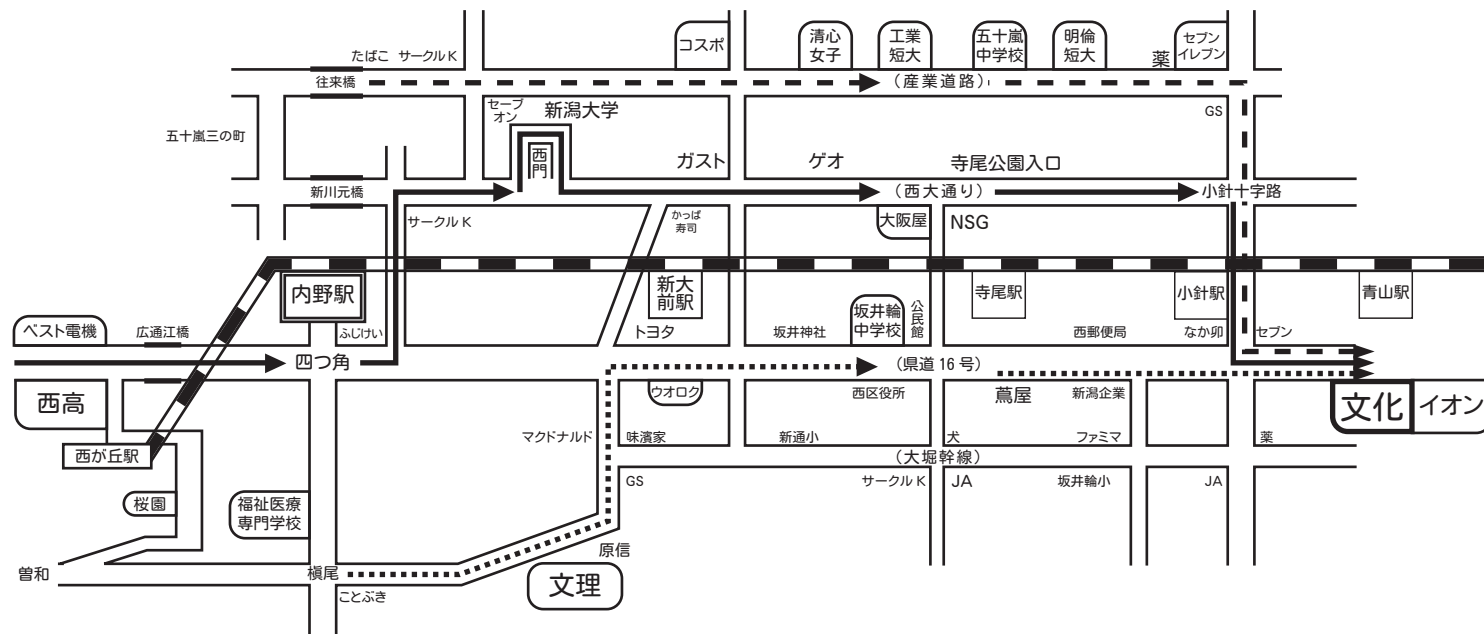 コスポ
清心
女子
工業
短大
五十嵐
中学校
明倫
短大
薬
セブン
イレブン
たばこ サークルK
往来橋
(産業道路)
セーブ
オン
新潟大学
GS
五十嵐三の町
西門
ガスト
ゲオ
寺尾公園入口
新川元橋
(西大通り)
小針十字路
サークルK
かっぱ
寿司
大阪屋
NSG
内野駅
新大
前駅
坂井輪
中学校
公民館
寺尾駅
小針駅
青山駅
ベスト電機
広通江橋
ふじけい
トヨタ
坂井神社
西郵便局
なか卯
セブン
四つ角
(県道16号)
西高
ウオロク
西区役所
蔦屋
新潟企業
文化
イオン
西が丘駅
マクドナルド
味濱家
新通小
犬
ファミマ
薬
(大堀幹線)
桜園
福祉医療
専門学校
GS
サークルK
JA
坂井輪小
JA
曽和
槇尾
原信
文理
ことぶき